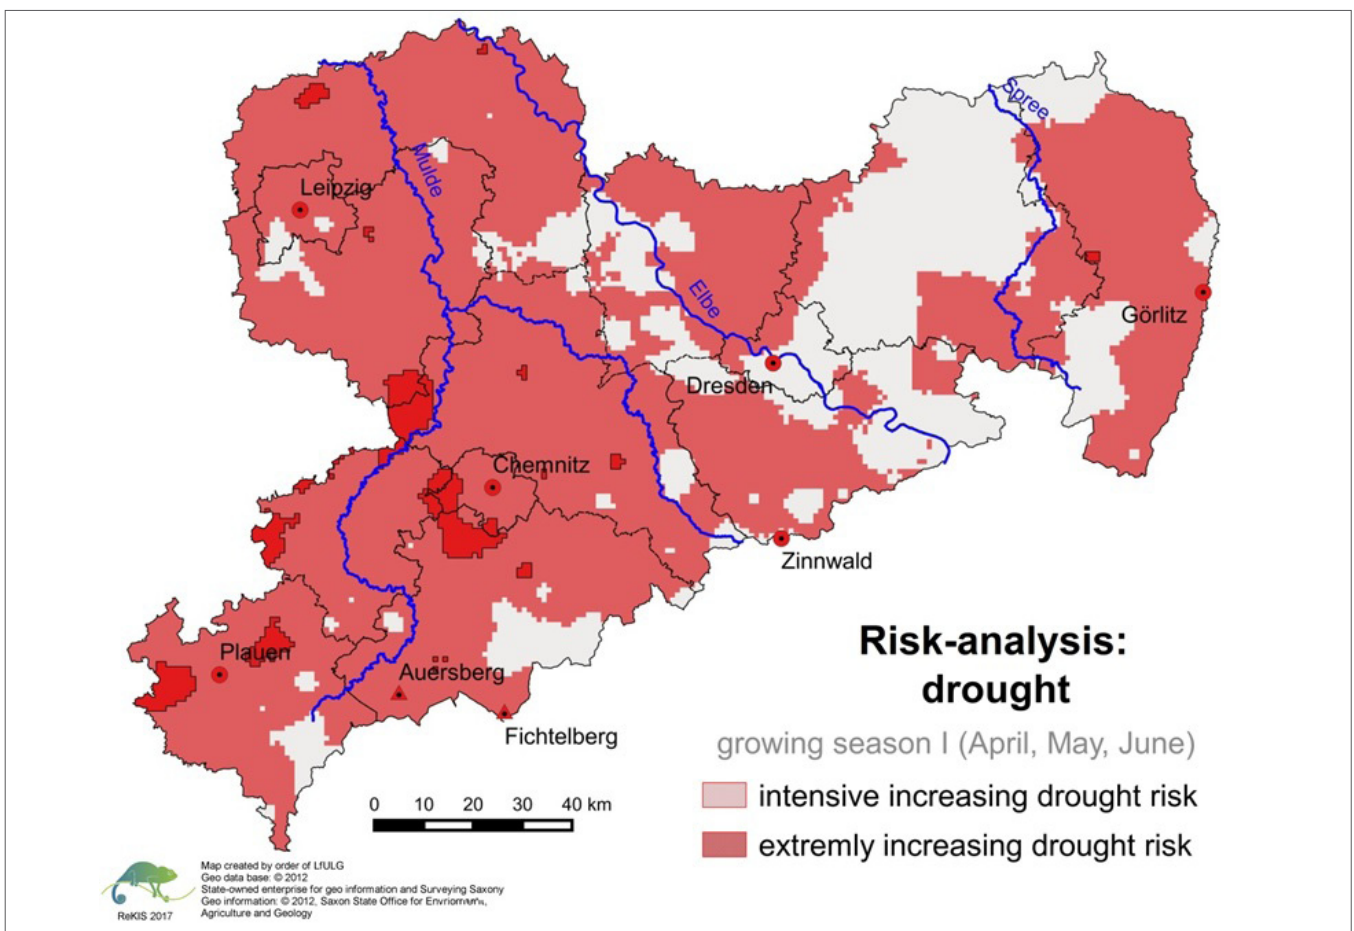 Spree
Mulde
Leipzig
Elbe
Görlitz
Dresden
Chemnitz
Zinnwald
Plauen
Auersberg
Fichtelberg
Risk-analysis:
drought
growing season I (April, May, June)
intensive increasing drought risk
extremly increasing drought risk
0 10 20 30 40 km
Map created by order of LfULG
Geo data base: © 2012
State-owned enterprise for geo information and Surveying Saxony
Geo information: © 2012, Saxon State Office for
Agriculture and Geology
ReKIS 2017